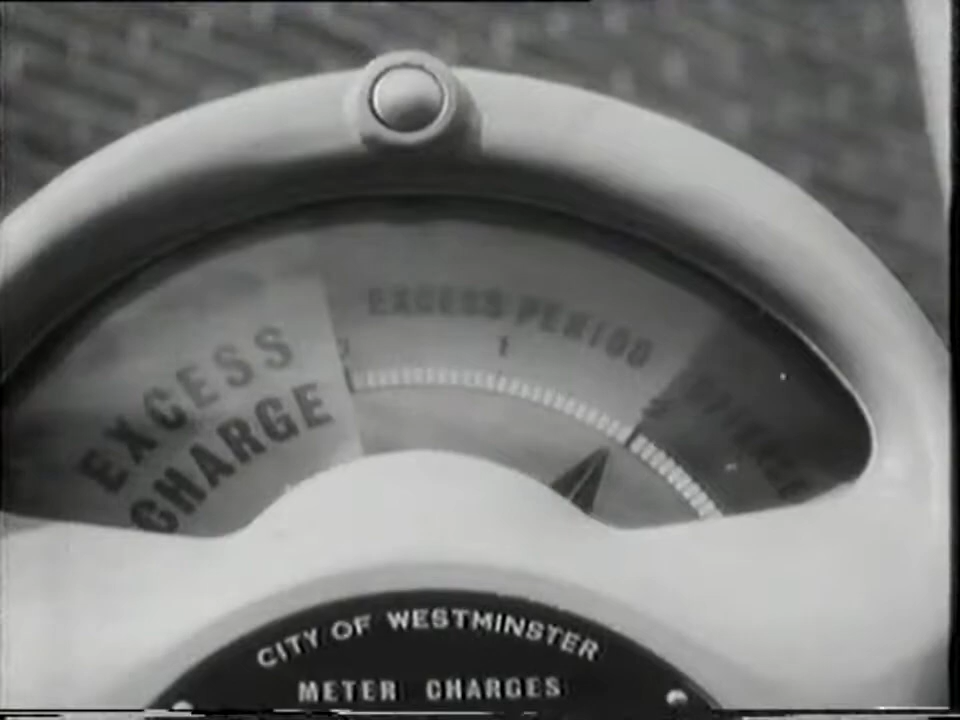 EXCESS
CHARGE
EXCESS PERIOD
1
2
CITY OF WESTMINSTER
METER CHARGES